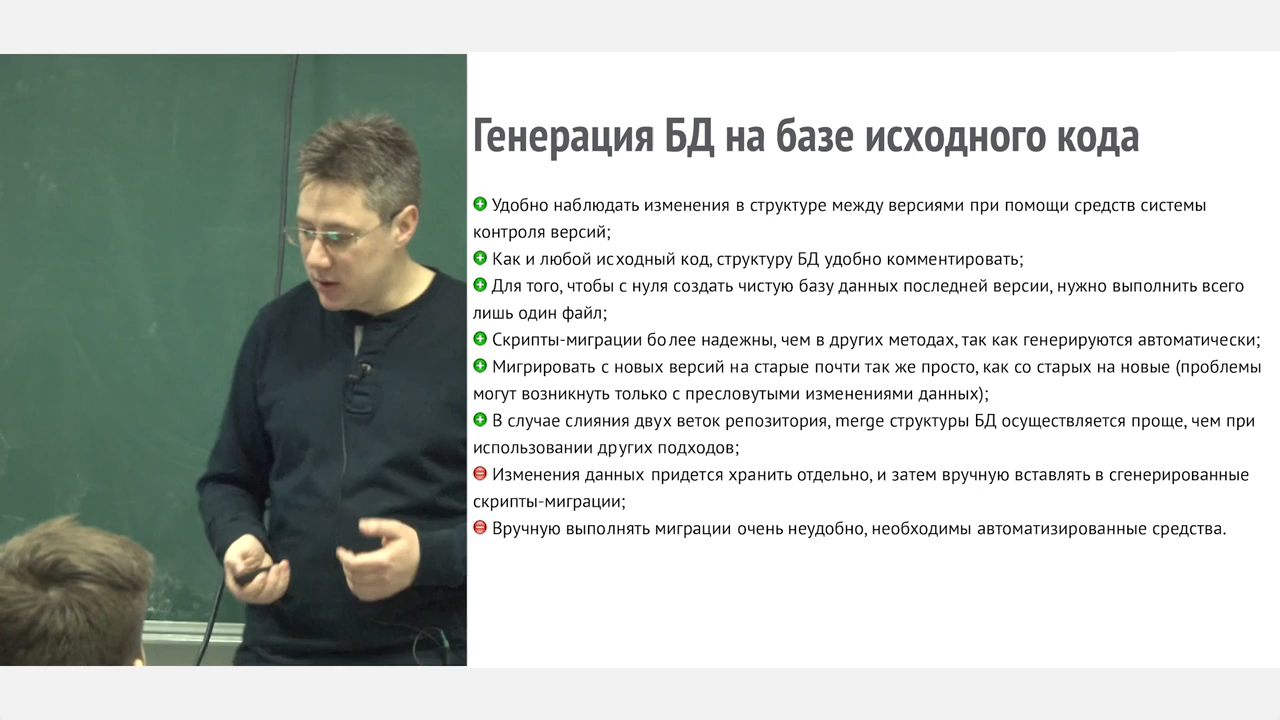 Генерация БД на базе исходного кода
Удобно наблюдать изменения в структуре между версиями при помощи средств системы
контроля версий;
Как и любой исходный код, структуру БД удобно комментировать;
Для того, чтобы с нуля создать чистую базу данных последней версии, нужно выполнить всего
лишь один файл;
Скрипты-миграции более надежны, чем в других методах, так как генерируются автоматически;
Мигрировать с новых версий на старые почти так же просто, как со старых на новые (проблемы
могут возникнуть только с пресловутыми изменениями данных);
В случае слияния двух веток репозитория, merge структуры БД осуществляется проще, чем при
использовании других подходов;
Изменения данных придется хранить отдельно, и затем вручную вставлять в сгенерированные
скрипты-миграции;
Вручную выполнять миграции очень неудобно, необходимы автоматизированные средства.